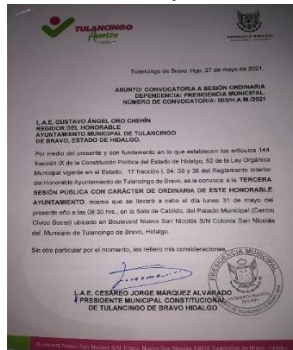 TULANCINGO
Tulancingo de Bravo, Hgo, 27 de mayo de 2021.
ASUNTO: CONVOCATORIA A SESIÓN ORDINARIA
DEPENDENCIA: PRESIDENCIA MUNICIPAL.
NÚMERO DE CONVOCATORIA: 003/H.A.M./2021
L.A.E. GUSTAVO ÁNGEL ORO CHEHÍN
REGIDOR DEL HONORABLE
AYUNTAMIENTO MUNICIPAL DE TULANCINGO
DE BRAVO, ESTADO DE HIDALGO.
Por medio del presente y con fundamento en lo que establecen los artículos 144
fracción IX de la Constitución Política del Estado de Hidalgo, 52 de la Ley Orgánica
Municipal vigente en el Estado, 17 fracción I, 24, 35 y 36 del Reglamento Interior
del Honorable Ayuntamiento de Tulancingo de Bravo, se le convoca: a la TERCERA
SESIÓN PÚBLICA CON CARÁCTER DE ORDINARIA DE ESTE HONORABLE
AYUNTAMIENTO, misma que se llevará a cabo el día lunes 31 de mayo del
presente año a las 08:30 hrs., en la Sala de Cabildo, del Palacio Municipal (Centro
Cívico Social) ubicado en Boulevard Nuevo San Nicolás S/N Colonia San Nicolás
del Municipio de Tulancingo de Bravo, Hidalgo.
Sin otro particular por el momento, les reitero mis consideraciones.
PRESIDENCIA MUNICIPAL
L.A.E. CESÁREO JORGE MÁRQUEZ ALVARADO
PRESIDENTE MUNICIPAL CONSTITUCIONAL
DE TULANCINGO DE BRAVO HIDALGO